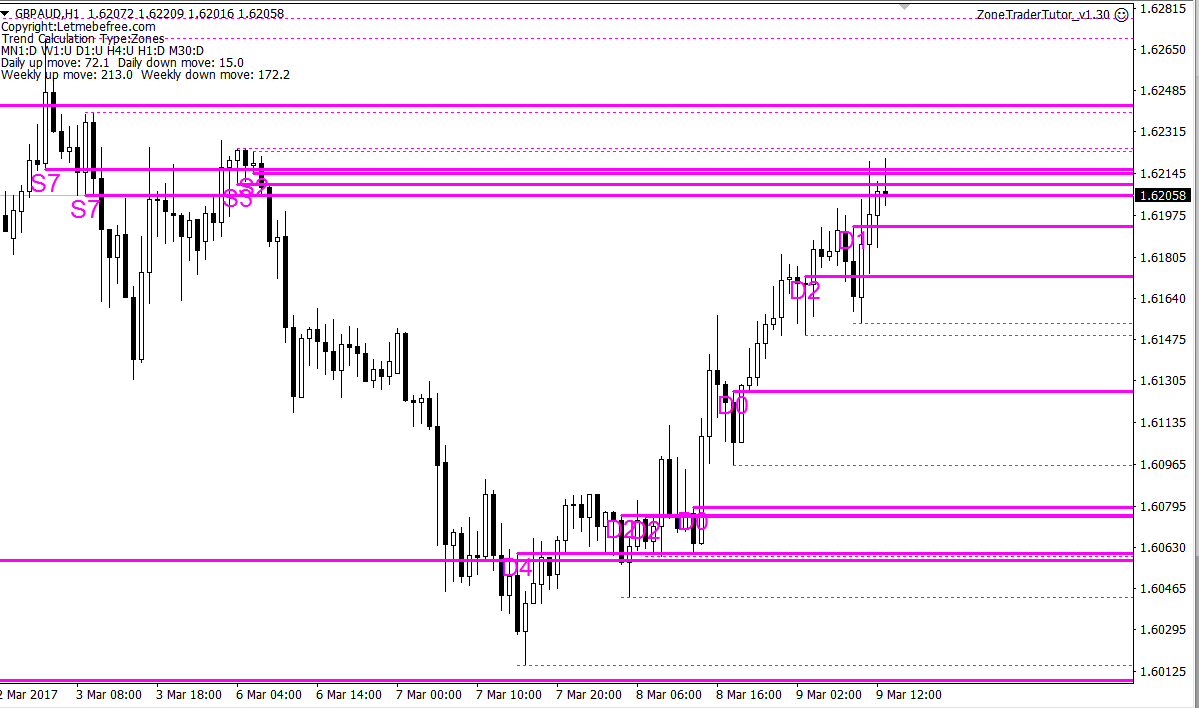 GBPAUD,H1 1.62072 1.62209 1.62016 1.62058
ZoneTraderTutor_v1.30
Copyright:Letmebefree.com
Trend Calculation Type:Zones
MN1:D W1:U D1:U H4:U H1:D M30:D
Daily up move: 72.1 Daily down move: 15.0
Weekly up move: 213.0 Weekly down move: 172.2
1.62815
1.62650
1.62485
1.62315
1.62145
1.62058
1.61975
1.61805
1.61640
1.61475
1.61305
1.61135
1.60965
1.60795
1.60630
1.60465
1.60295
1.60125
S7
S7
S3
D1
D2
D0
D2
D2
D0
D4
2 Mar 2017
3 Mar 08:00
3 Mar 18:00
6 Mar 04:00
6 Mar 14:00
7 Mar 00:00
7 Mar 10:00
7 Mar 20:00
8 Mar 06:00
8 Mar 16:00
9 Mar 02:00
9 Mar 12:00